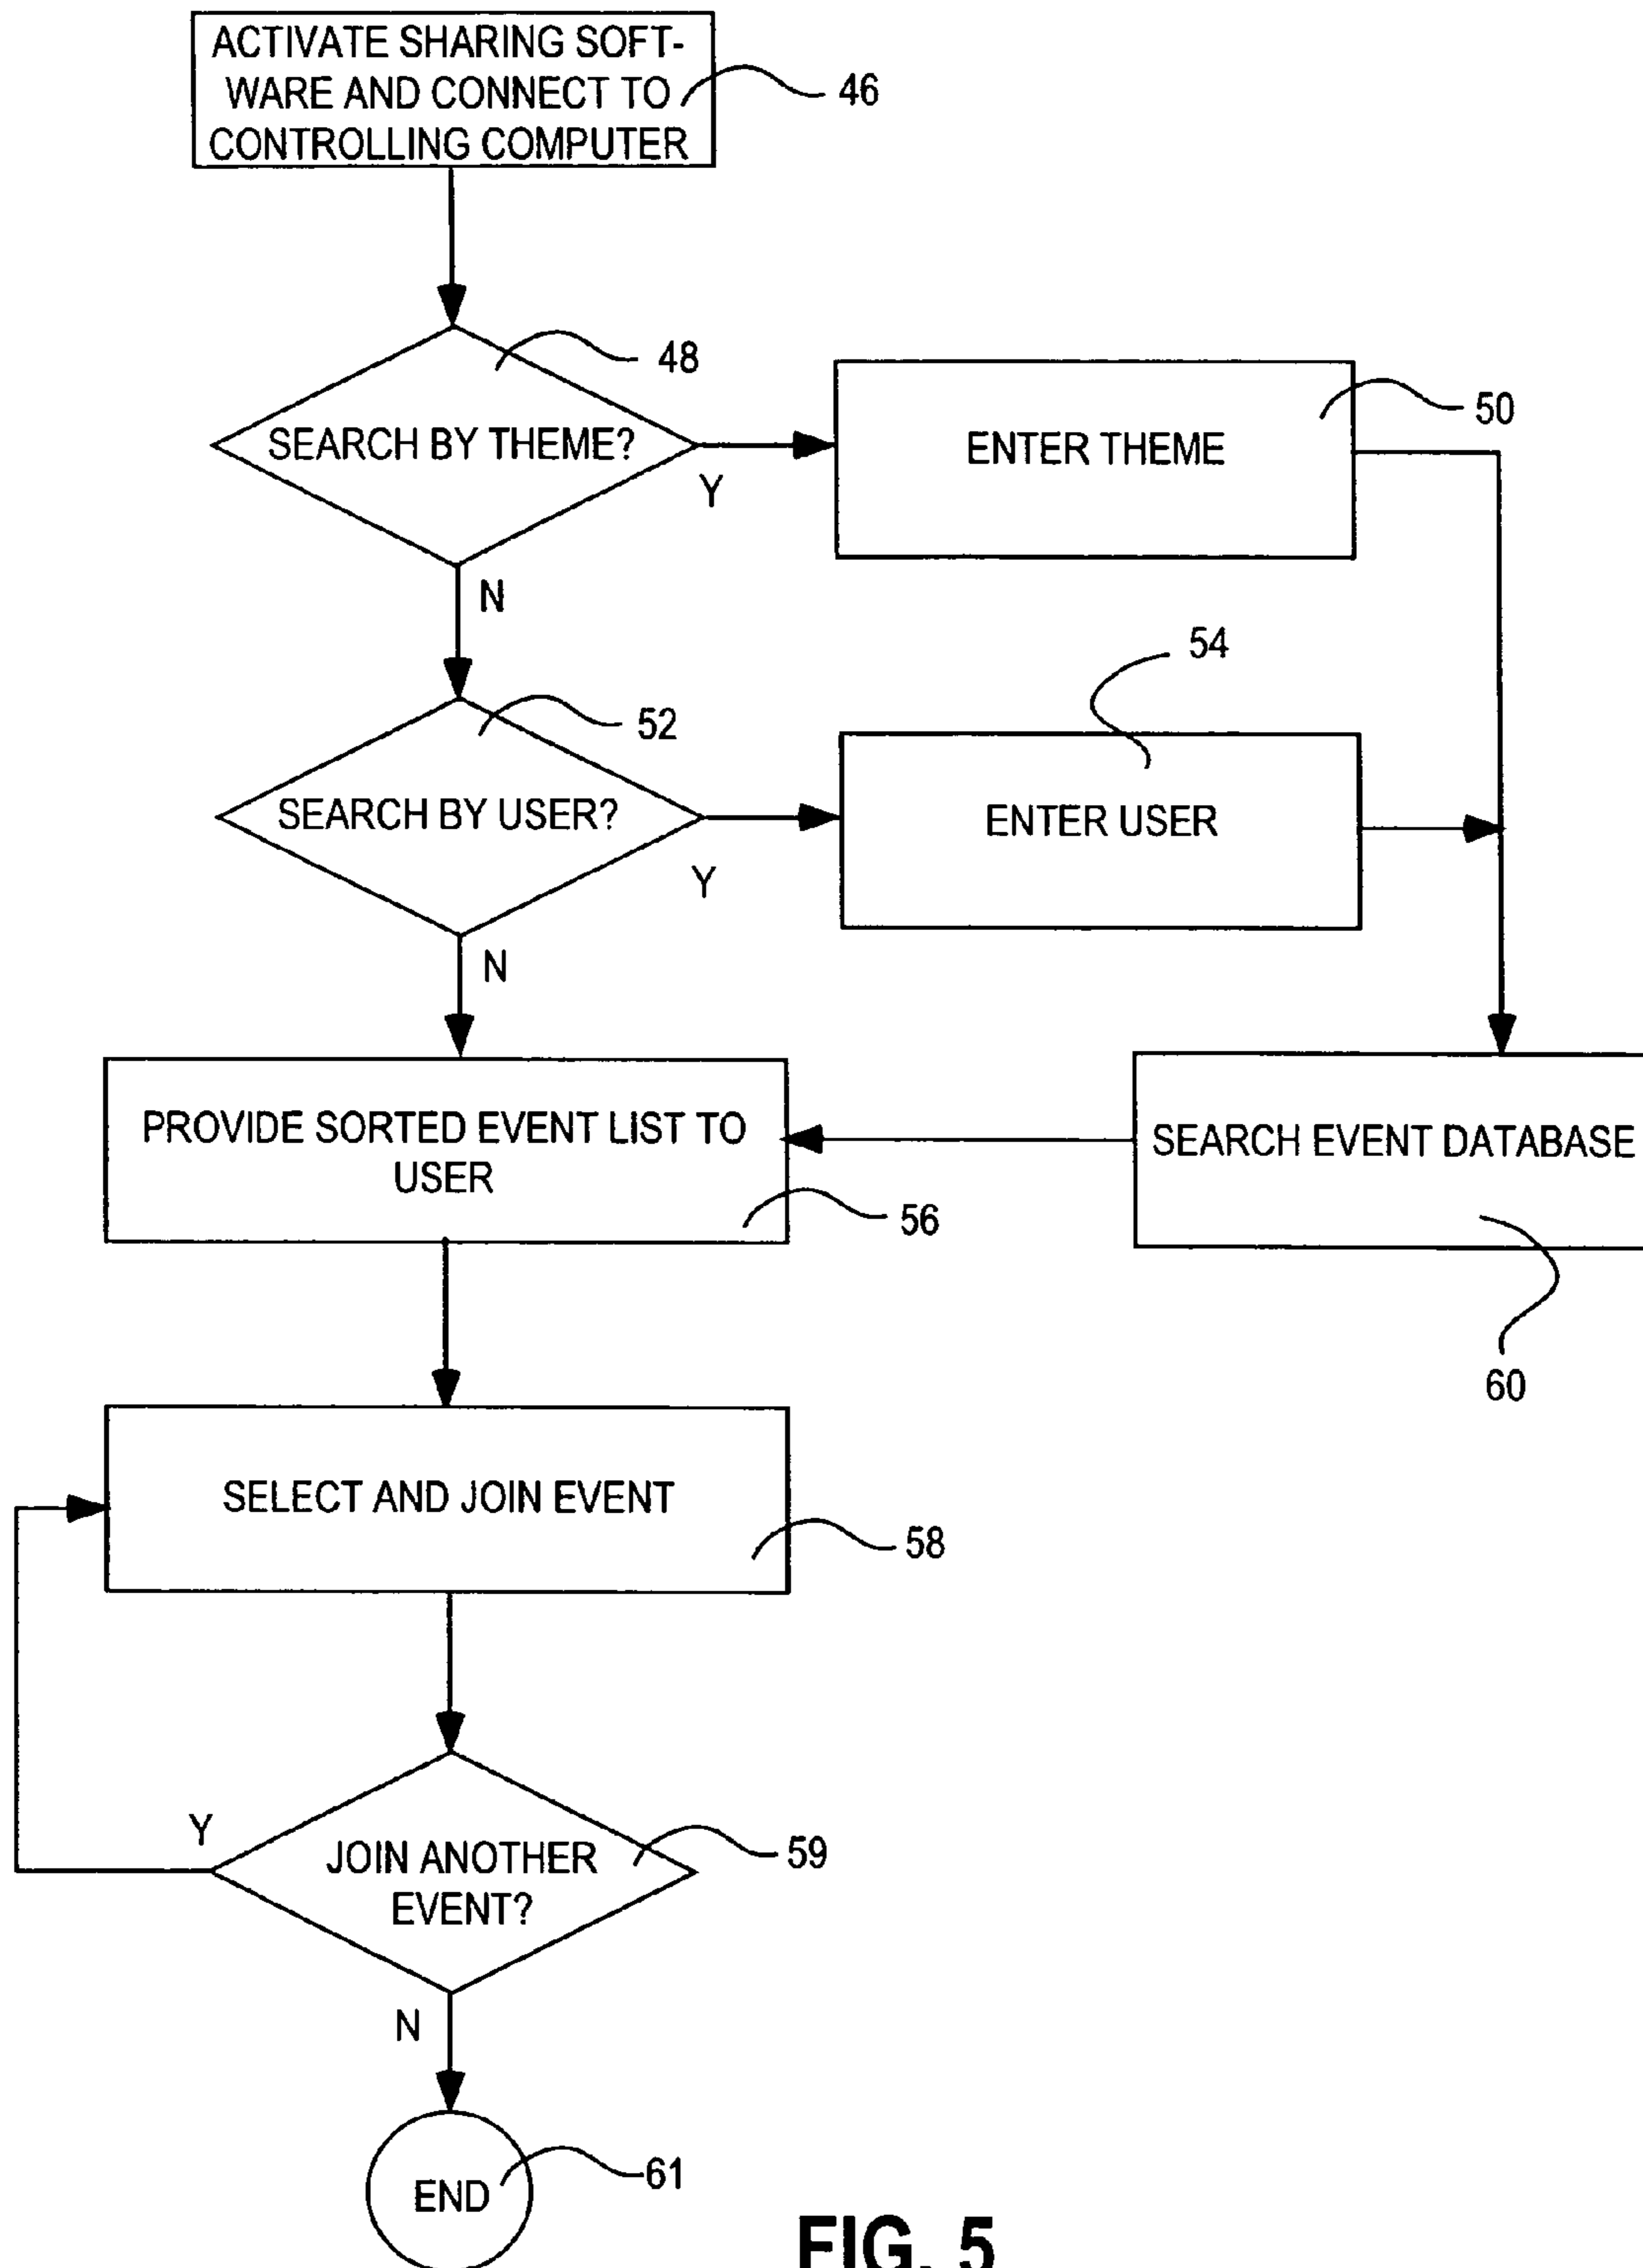 ACTIVATE SHARING SOFT-
WARE AND CONNECT TO
CONTROLLING COMPUTER
46
48
SEARCH BY THEME?
Y
N
ENTER THEME
50
52
SEARCH BY USER?
Y
N
54
ENTER USER
PROVIDE SORTED EVENT LIST TO
USER
56
SEARCH EVENT DATABASE
60
SELECT AND JOIN EVENT
58
Y
JOIN ANOTHER
EVENT?
59
N
END
61
FIG. 5